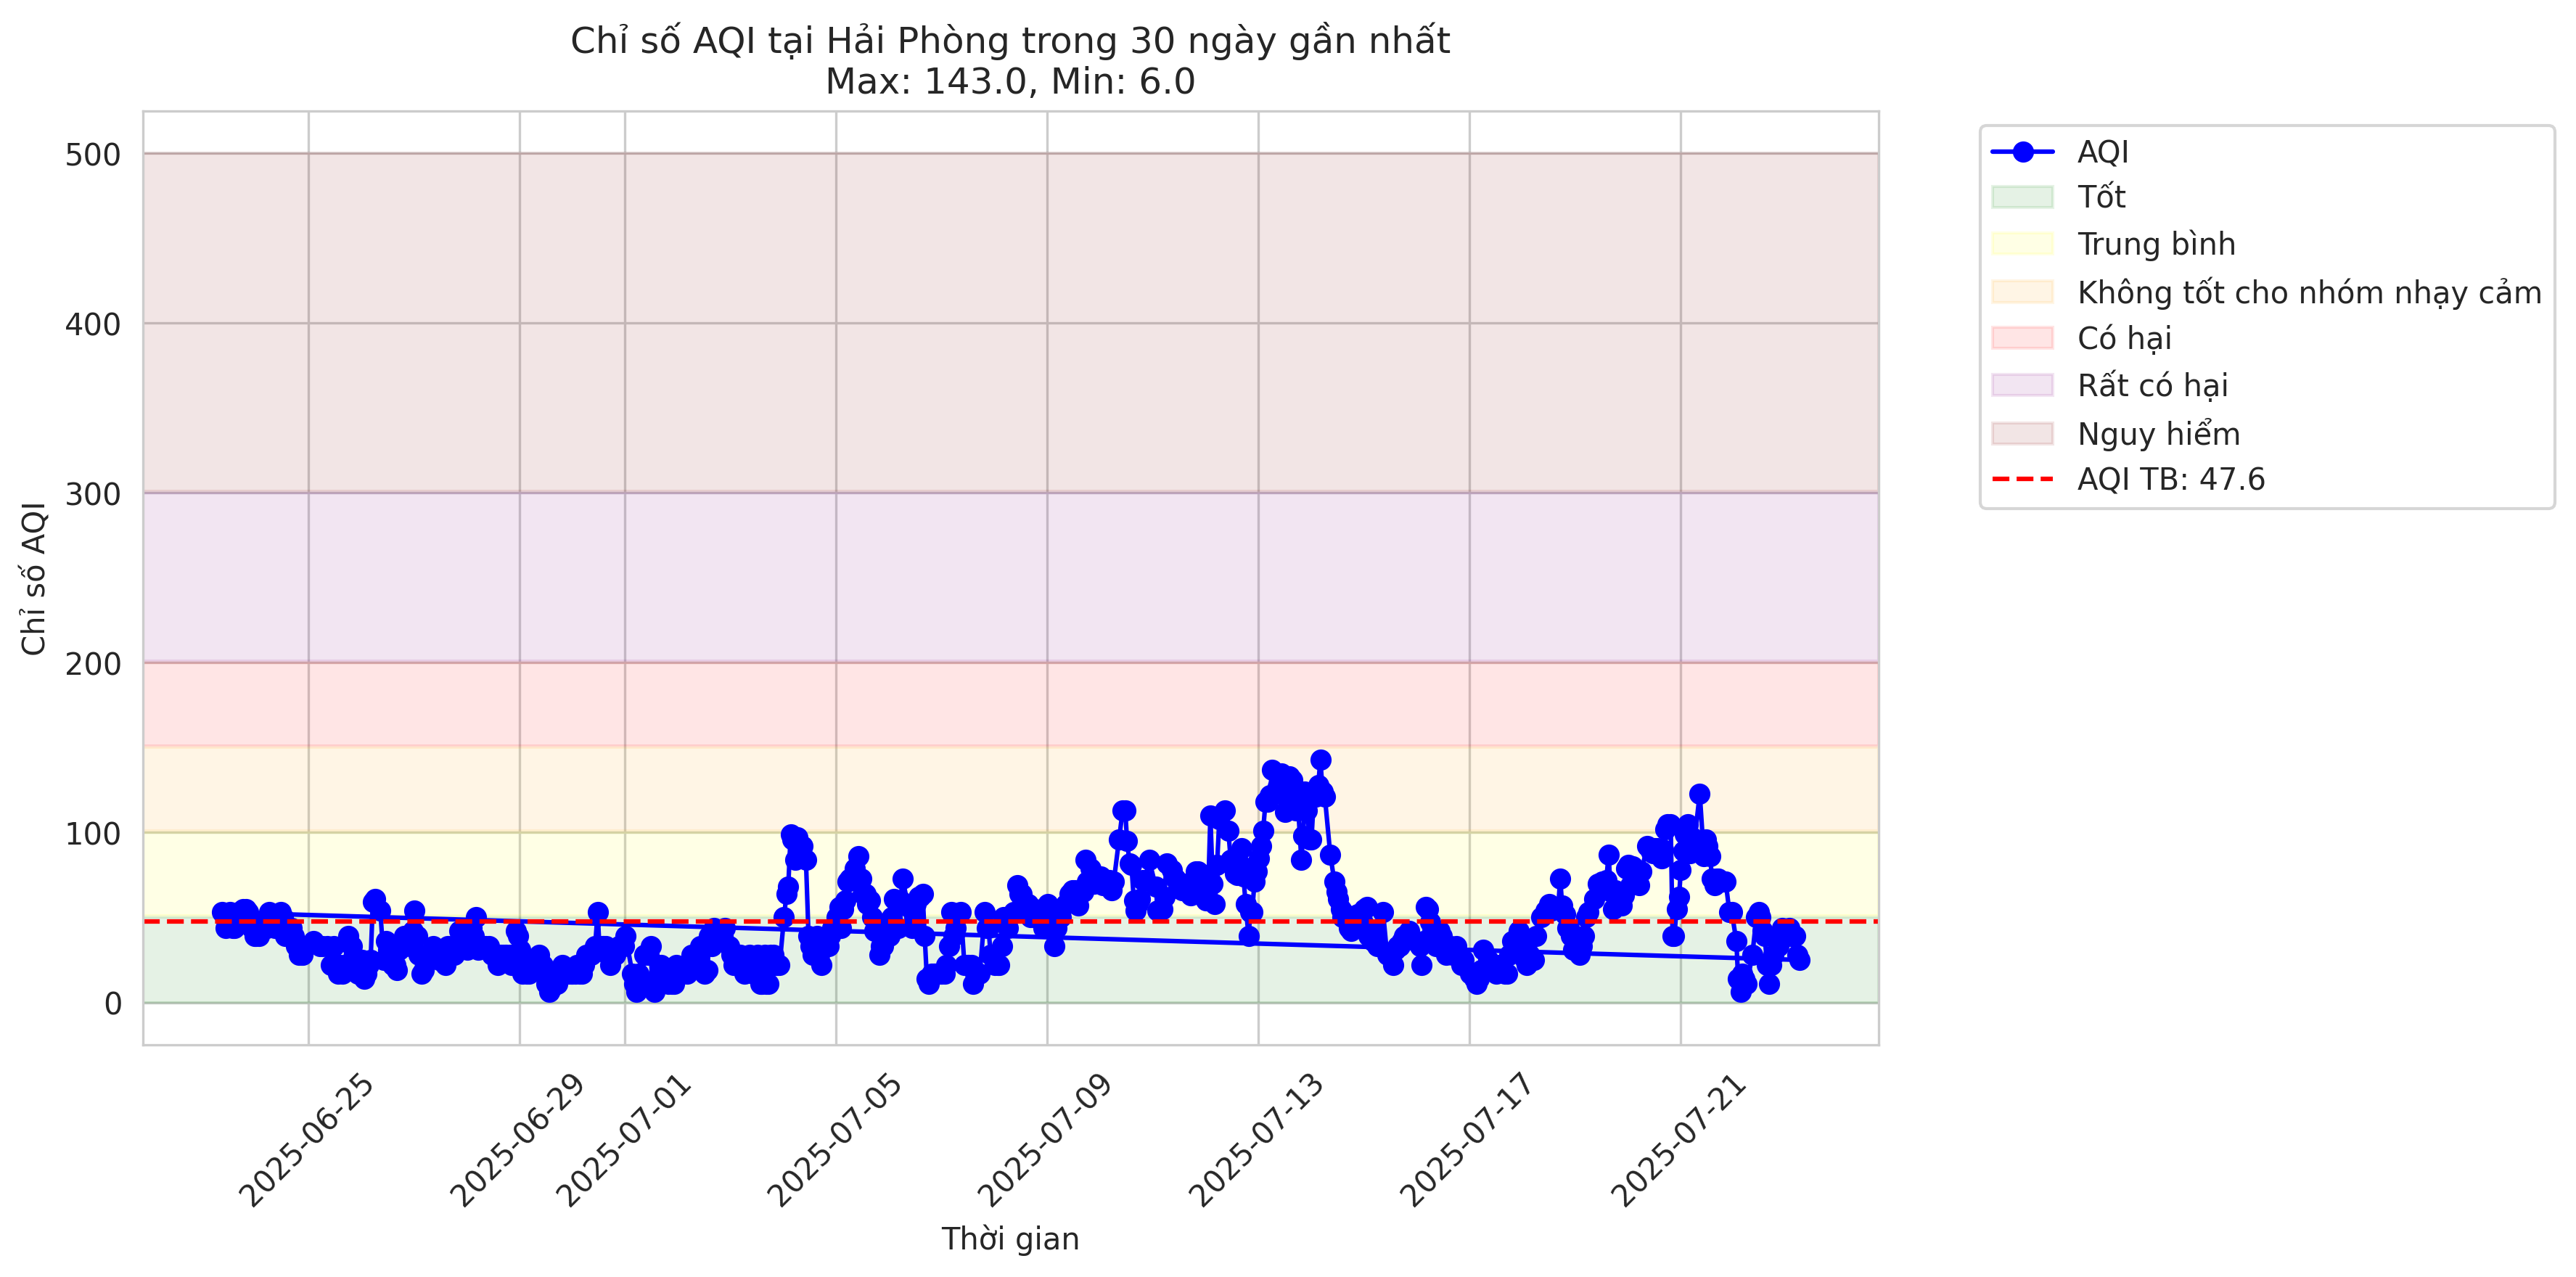 Chỉ số AQI tại Hải Phòng trong 30 ngày gần nhất
Max: 143.0, Min: 6.0
Chỉ số AQI
500
400
300
200
100
0
2025-06-25
2025-06-29
2025-07-01
2025-07-05
2025-07-09
2025-07-13
2025-07-17
2025-07-21
Thời gian
AQI
Tốt
Trung bình
Không tốt cho nhóm nhạy cảm
Có hại
Rất có hại
Nguy hiểm
AQI TB: 47.6